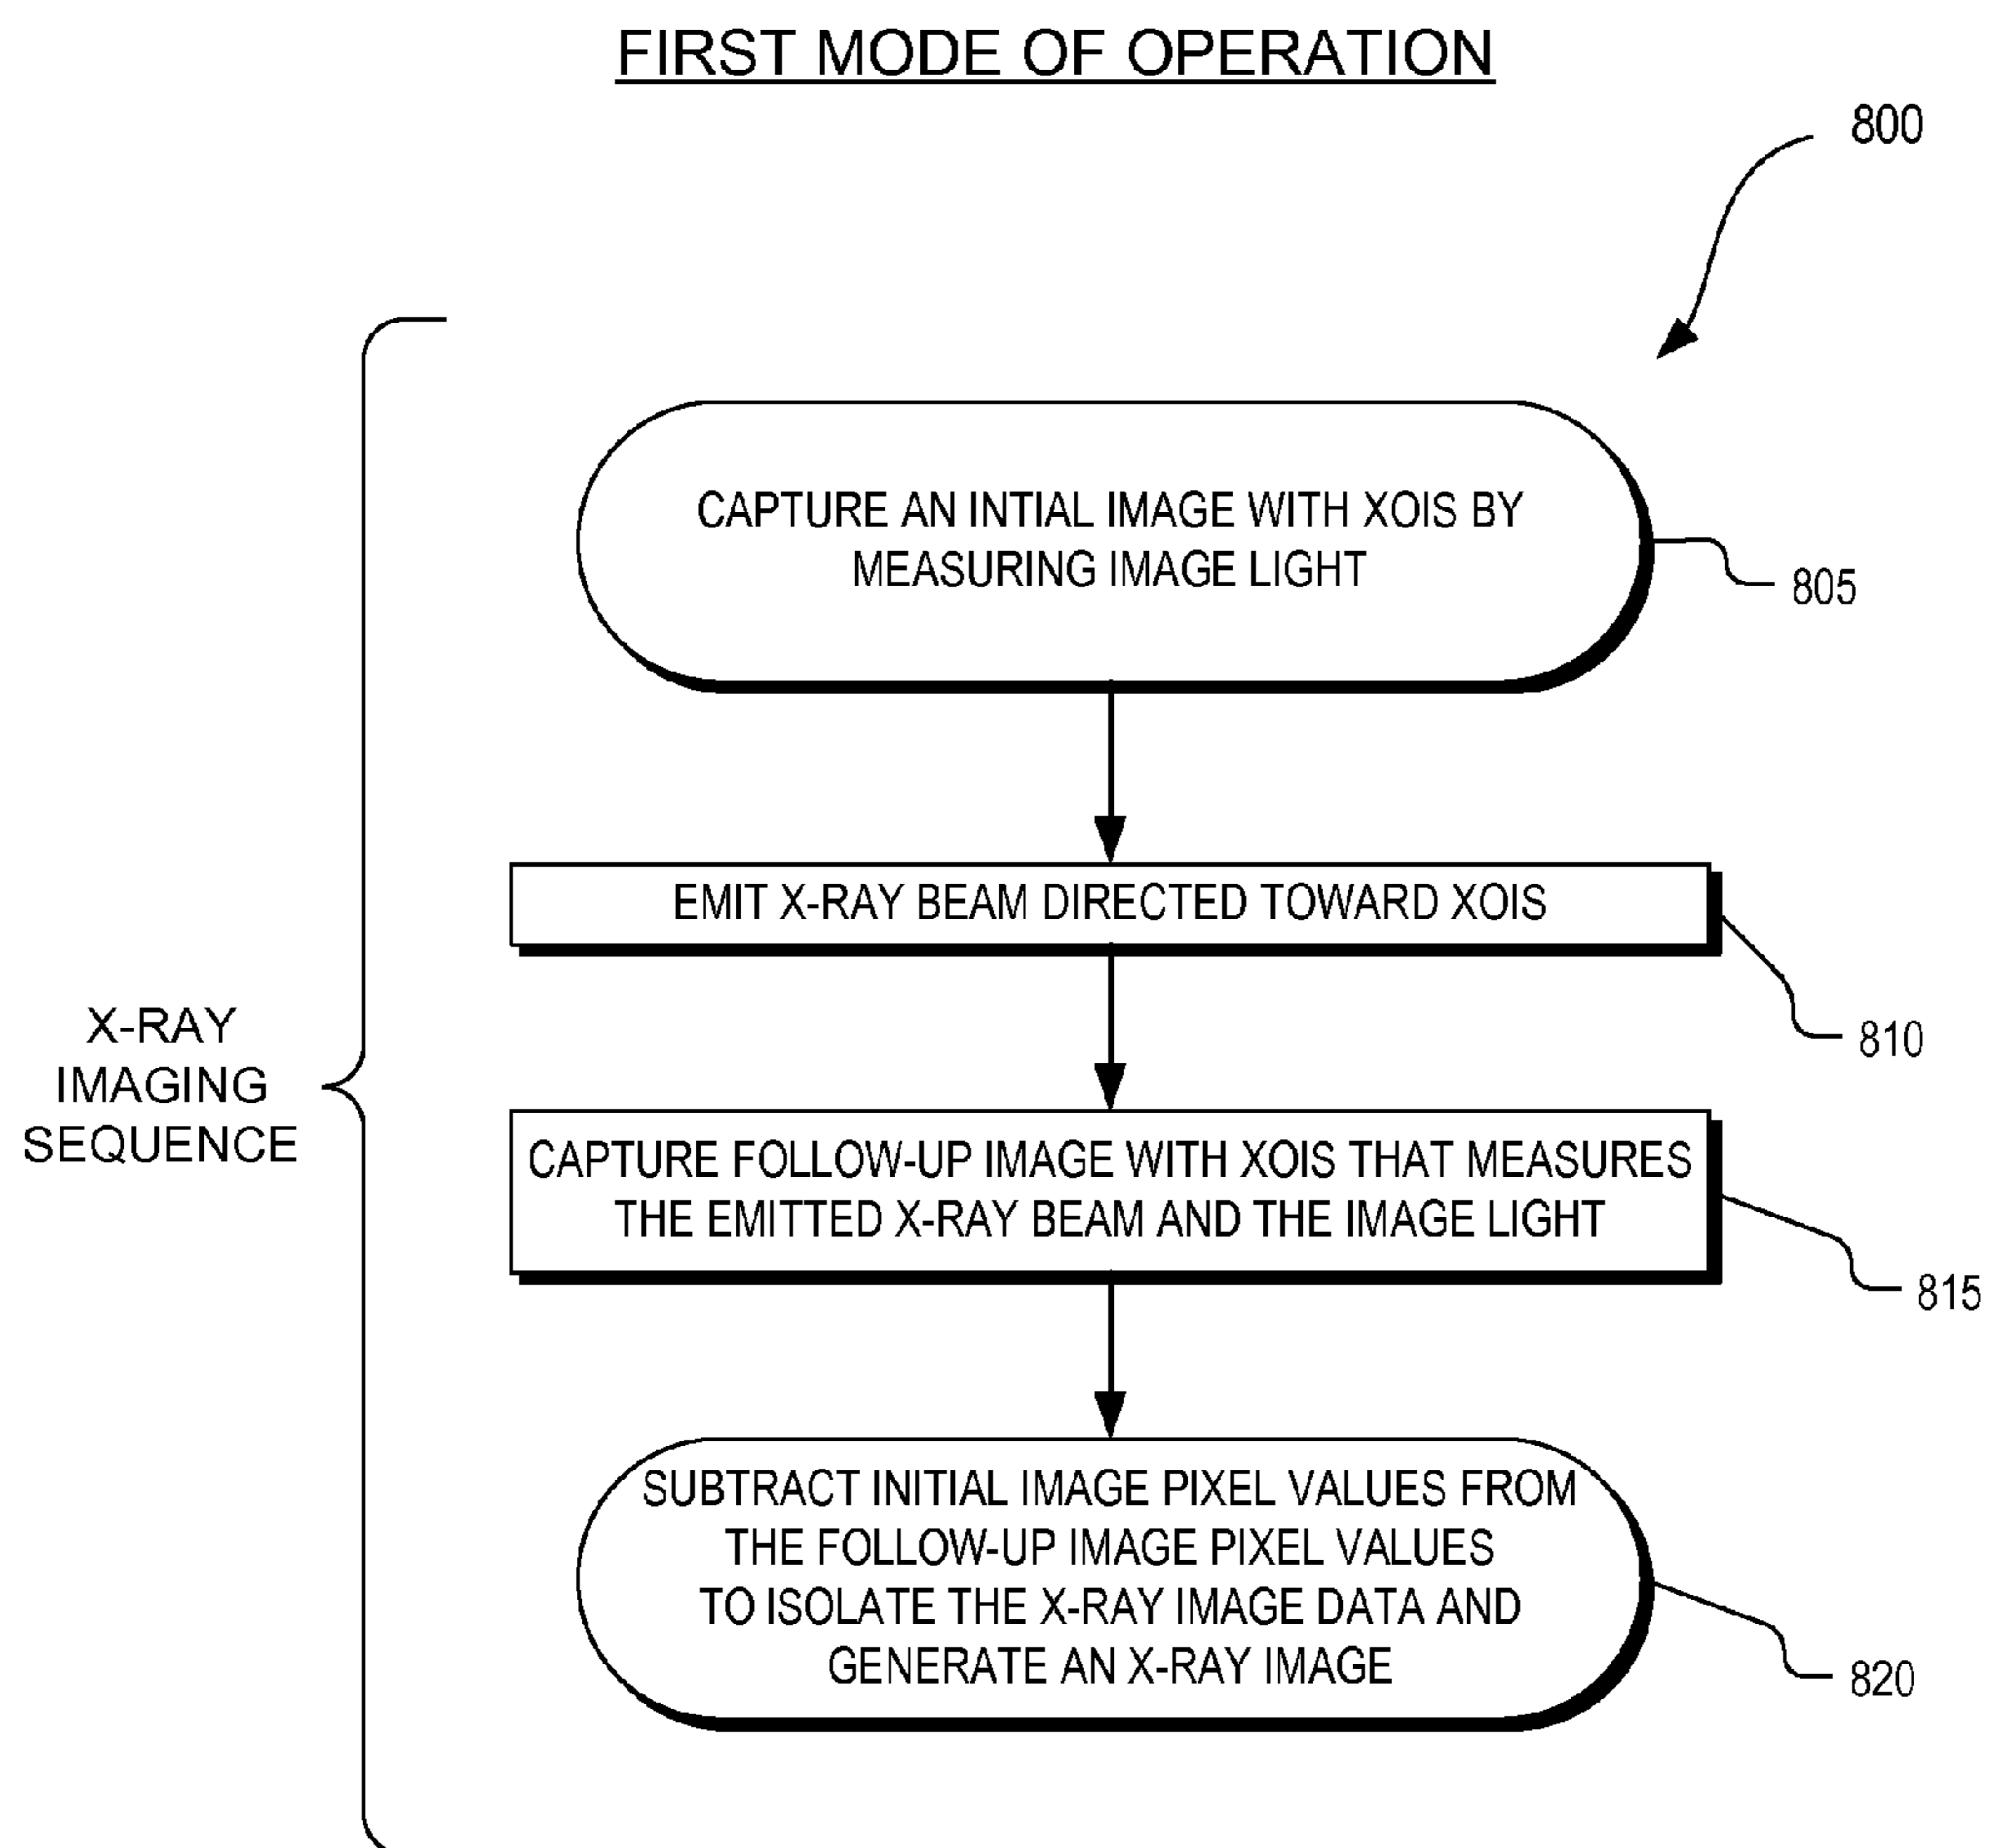 FIRST MODE OF OPERATION
800
CAPTURE AN INTIAL IMAGE WITH XOIS BY
MEASURING IMAGE LIGHT
805
EMIT X-RAY BEAM DIRECTED TOWARD XOIS
810
X-RAY
IMAGING
SEQUENCE
CAPTURE FOLLOW-UP IMAGE WITH XOIS THAT MEASURES
THE EMITTED X-RAY BEAM AND THE IMAGE LIGHT
815
SUBTRACT INITIAL IMAGE PIXEL VALUES FROM
THE FOLLOW-UP IMAGE PIXEL VALUES
TO ISOLATE THE X-RAY IMAGE DATA AND
GENERATE AN X-RAY IMAGE
820